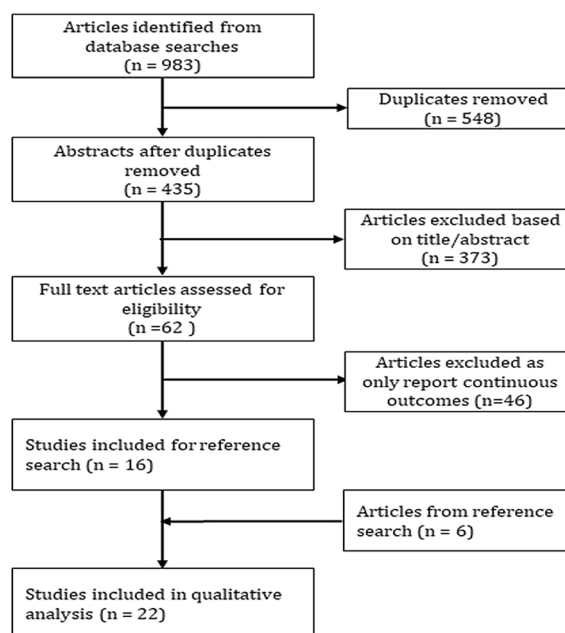 Articles identified from
database searches
(n = 983)
Duplicates removed
(n = 548)
Abstracts after duplicates
removed
(n = 435)
Articles excluded based
on title/abstract
(n = 373)
Full text articles assessed for
eligibility
(n =62 )
Articles excluded as
only report continuous
outcomes (n=46)
Studies included for reference
search (n = 16)
Articles from reference
search (n = 6)
Studies included in qualitative
analysis (n = 22)